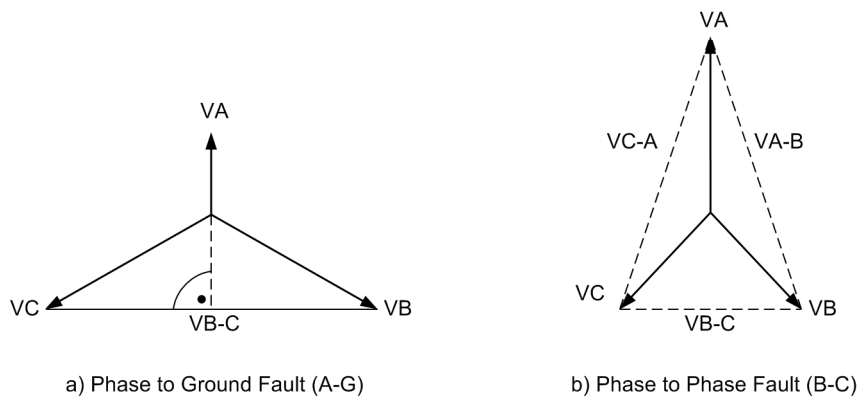 VA
VC
VB
VB-C
a) Phase to Ground Fault (A-G)
VA
VC-A
VA-B
VC
VB
VB-C
b) Phase to Phase Fault (B-C)